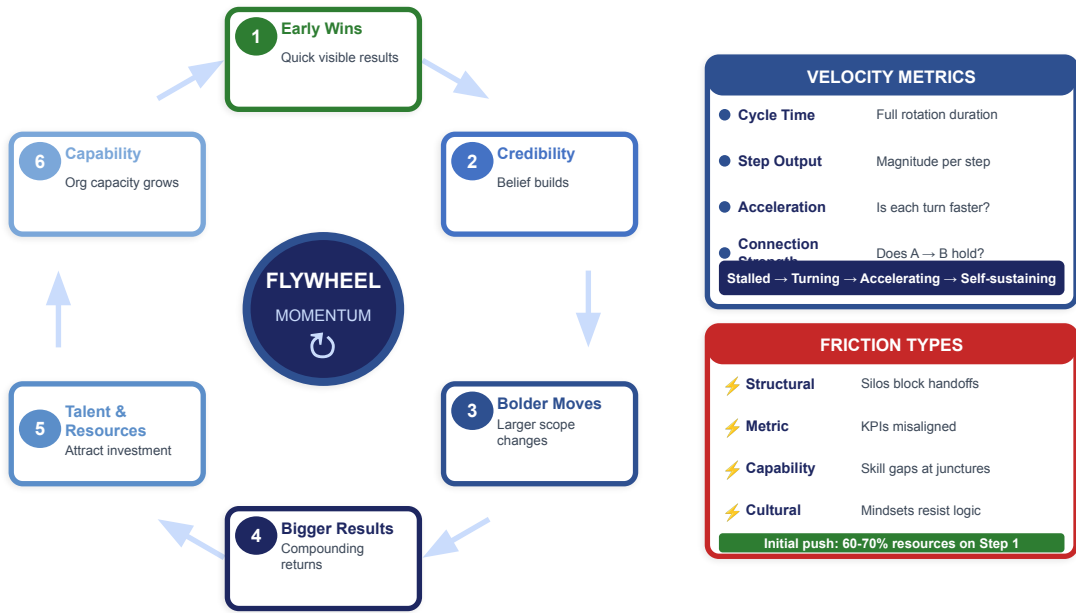 1
Early Wins
Quick visible results
2
Credibility
Belief builds
3
Bolder Moves
Larger scope
changes
4
Bigger Results
Compounding
returns
5
Talent &
Resources
Attract investment
6
Capability
Org capacity grows
FLYWHEEL
MOMENTUM
↻
VELOCITY METRICS
Cycle Time Full rotation duration
Step Output Magnitude per step
Acceleration Is each turn faster?
Connection
Strength Does A → B hold?
Stalled → Turning → Accelerating → Self-sustaining
FRICTION TYPES
⚡ Structural Silos block handoffs
⚡ Metric KPIs misaligned
⚡ Capability Skill gaps at junctures
⚡ Cultural Mindsets resist logic
Initial push: 60-70% resources on Step 1